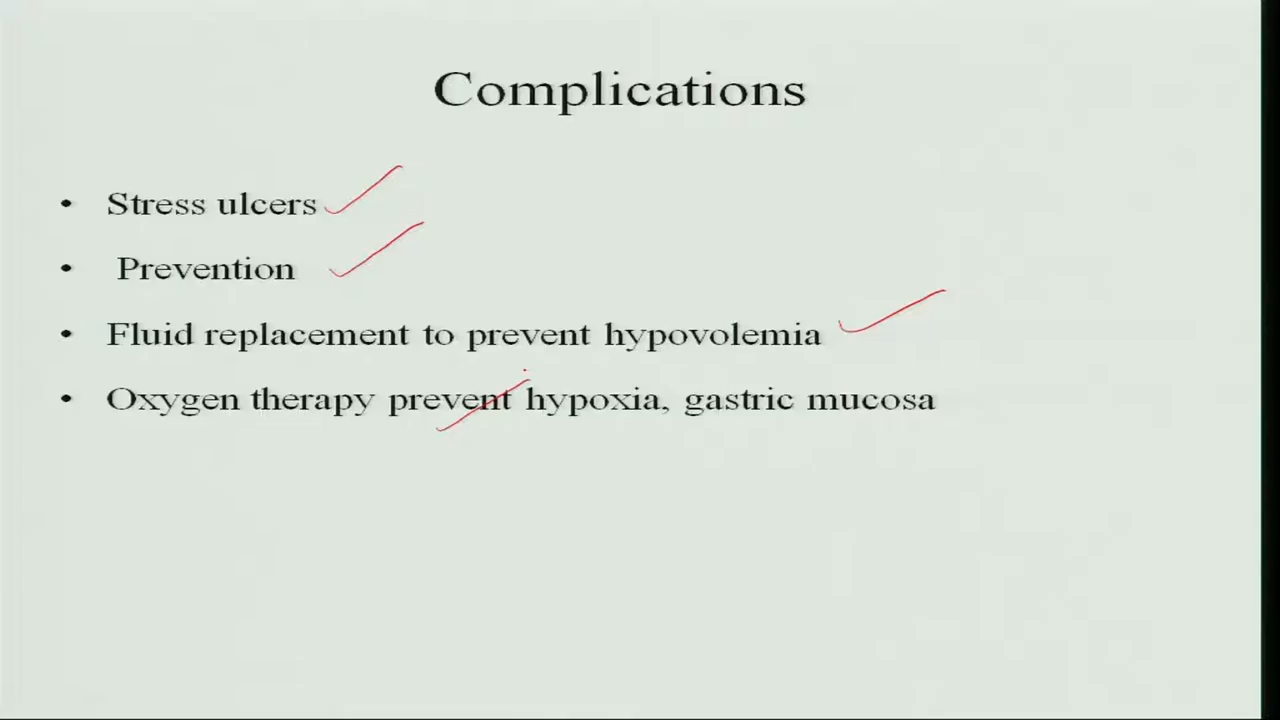 Complications
• Stress ulcers
• Prevention
• Fluid replacement to prevent hypovolemia
• Oxygen therapy prevent hypoxia, gastric mucosa